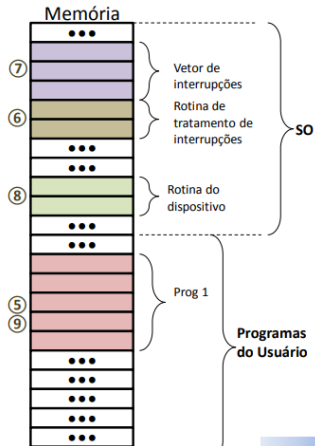 Memória
•••
⑦
Vetor de
interrupções
⑥
Rotina de
tratamento de
interrupções
SO
•••
•••
⑧
Rotina do
dispositivo
•••
•••
Prog 1
⑤
⑨
Programas
do Usuário
•••
•••
•••
•••
•••